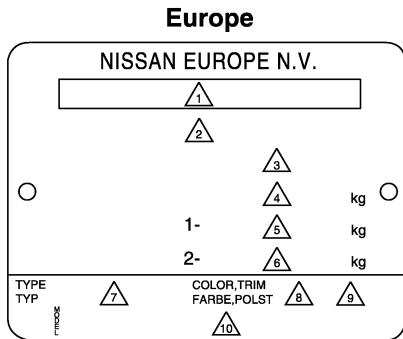 Europe
NISSAN EUROPE N.V.
1
2
3
4 kg
1- 5 kg
2- 6 kg
TYPE COLOR,TRIM
TYP 7 FARBE,POLST 8 9
MODEL 10